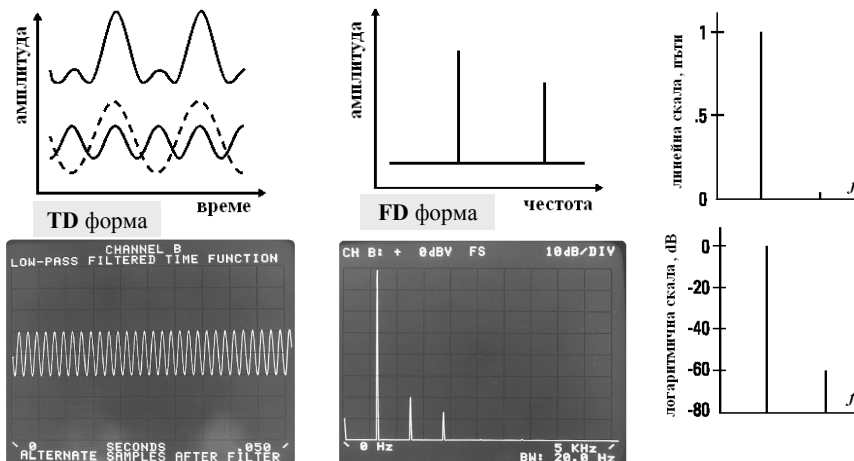 амплитуда
време
TD форма
амплитуда
честота
FD форма
линейна скала, пъти
1
.5
0
f
CHANNEL B
LOW-PASS FILTERED TIME FUNCTION
0 SECONDS .050
ALTERNATE SAMPLES AFTER FILTER
CH B: + 0dBV FS 10dB/DIV
0 Hz 5 KHz
BW: 20.0 Hz
логаритмична скала, dB
0
-20
-40
-60
-80
f